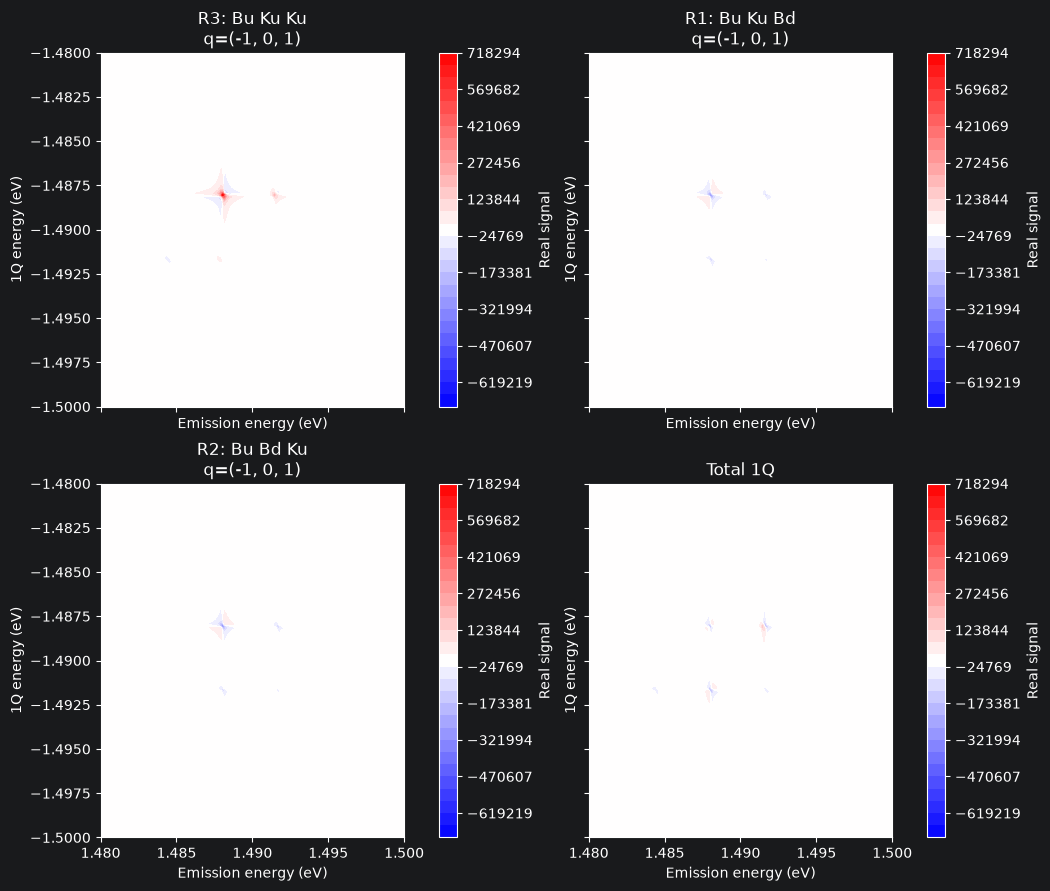 R3: Bu Ku Ku
q=(-1, 0, 1)
−1.4800
−1.4825
−1.4850
−1.4875
−1.4900
−1.4925
−1.4950
−1.4975
−1.5000
1Q energy (eV)
Emission energy (eV)
718294
569682
421069
272456
123844
−24769
−173381
−321994
−470607
−619219
Real signal
R1: Bu Ku Bd
q=(-1, 0, 1)
1Q energy (eV)
Emission energy (eV)
718294
569682
421069
272456
123844
−24769
−173381
−321994
−470607
−619219
Real signal
R2: Bu Bd Ku
q=(-1, 0, 1)
−1.4800
−1.4825
−1.4850
−1.4875
−1.4900
−1.4925
−1.4950
−1.4975
−1.5000
1Q energy (eV)
1.480 1.485 1.490 1.495 1.500
Emission energy (eV)
718294
569682
421069
272456
123844
−24769
−173381
−321994
−470607
−619219
Real signal
Total 1Q
1Q energy (eV)
1.480 1.485 1.490 1.495 1.500
Emission energy (eV)
718294
569682
421069
272456
123844
−24769
−173381
−321994
−470607
−619219
Real signal